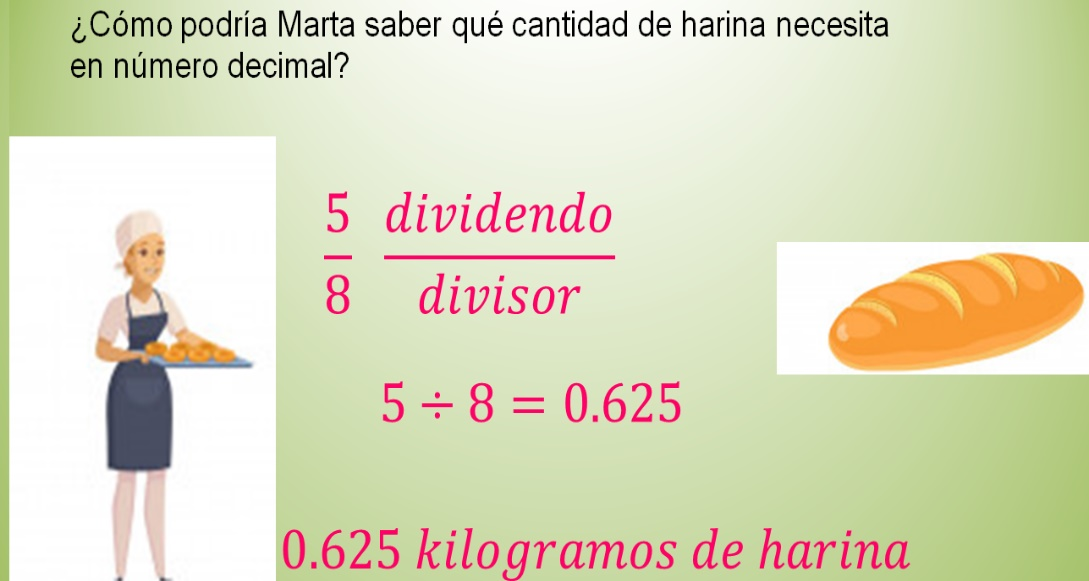 ¿Cómo podría Marta saber qué cantidad de harina necesita
en número decimal?
5/8 dividendo/divisor
5 ÷ 8 = 0.625
0.625 kilogramos de harina